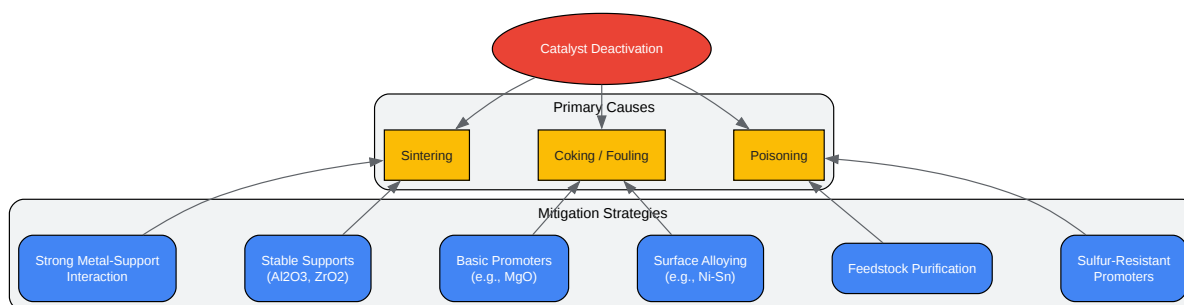 Catalyst Deactivation
Primary Causes
Sintering
Coking / Fouling
Poisoning
Mitigation Strategies
Strong Metal-Support
Interaction
Stable Supports
(Al2O3, ZrO2)
Basic Promoters
(e.g., MgO)
Surface Alloying
(e.g., Ni-Sn)
Feedstock Purification
Sulfur-Resistant
Promoters